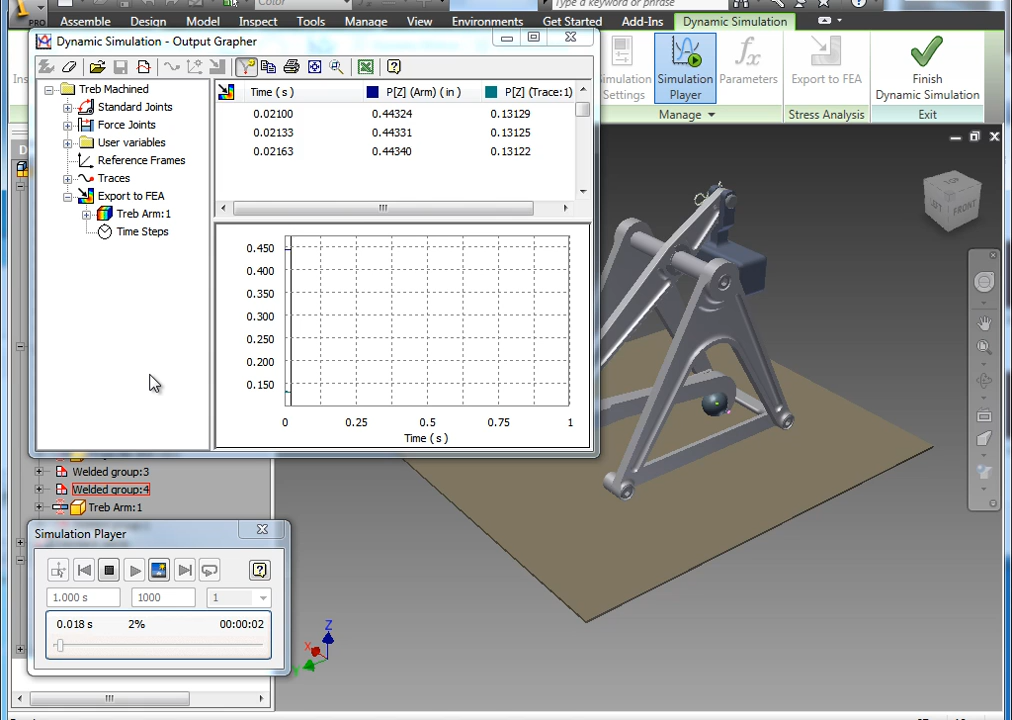 PRO
Type a keyword or phrase
Assemble Design Model Inspect Tools Manage View Environments Get Started Add-Ins Dynamic Simulation
Dynamic Simulation - Output Grapher
Simulation
Settings
Simulation
Player
Parameters
Export to FEA
Finish
Dynamic Simulation
Manage
Stress Analysis
Exit
Treb Machined
Standard Joints
Force Joints
User variables
Reference Frames
Traces
Export to FEA
Treb Arm:1
Time Steps
Time ( s ) P[Z] (Arm) ( in ) P[Z] (Trace:1)
0.02100 0.44324 0.13129
0.02133 0.44331 0.13125
0.02163 0.44340 0.13122
0.450
0.400
0.350
0.300
0.250
0.200
0.150
0 0.25 0.5 0.75 1
Time ( s )
FRONT
Welded group:3
Welded group:4
Treb Arm:1
Simulation Player
1.000 s 1000 1
0.018 s 2% 00:00:02
Z
X
Y